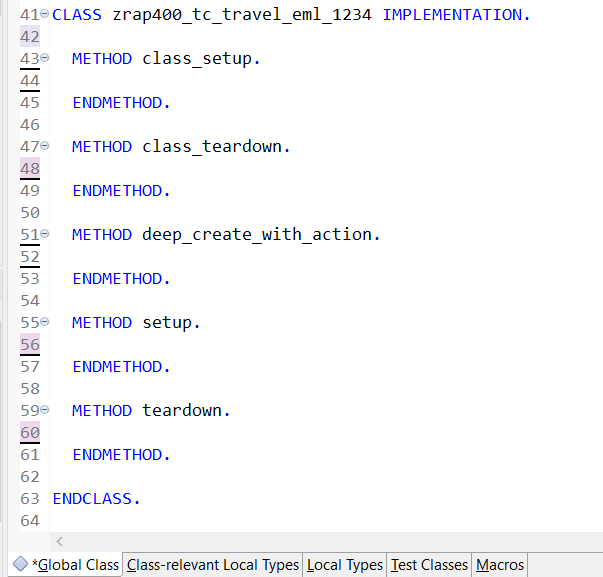 41 CLASS zrap400_tc_travel_eml_1234 IMPLEMENTATION.
42
43 METHOD class_setup.
44
45 ENDMETHOD.
46
47 METHOD class_teardown.
48
49 ENDMETHOD.
50
51 METHOD deep_create_with_action.
52
53 ENDMETHOD.
54
55 METHOD setup.
56
57 ENDMETHOD.
58
59 METHOD teardown.
60
61 ENDMETHOD.
62
63 ENDCLASS.
64
*Global Class Class-relevant Local Types Local Types Test Classes Macros